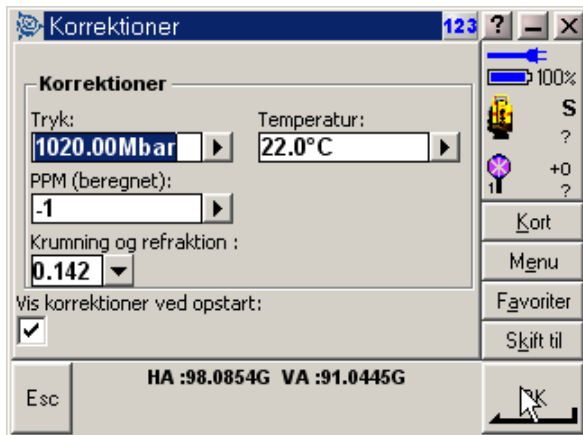 Korrektioner 123 ? _ X
Korrektioner
100%
Tryk: Temperatur:
1020.00Mbar 22.0°C
S
?
PPM (beregnet):
-1
+0
1 ?
Krumning og refraktion :
0.142
Vis korrektioner ved opstart:
Kort
Menu
Favoriter
Skift til
Esc
HA :98.0854G VA :91.0445G